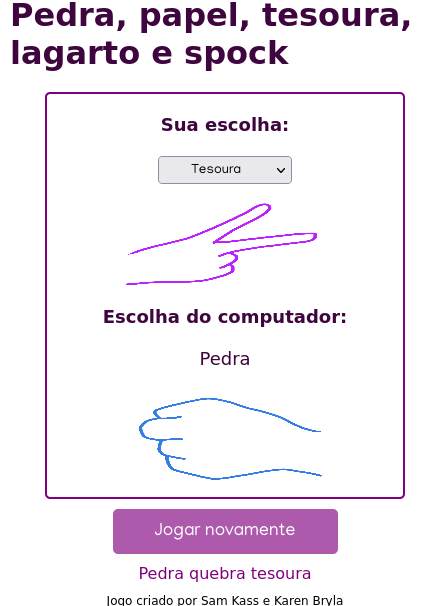 Pedra, papel, tesoura,
lagarto e spock
Sua escolha:
Tesoura
Escolha do computador:
Pedra
Jogar novamente
Pedra quebra tesoura
Jogo criado por Sam Kass e Karen Bryla